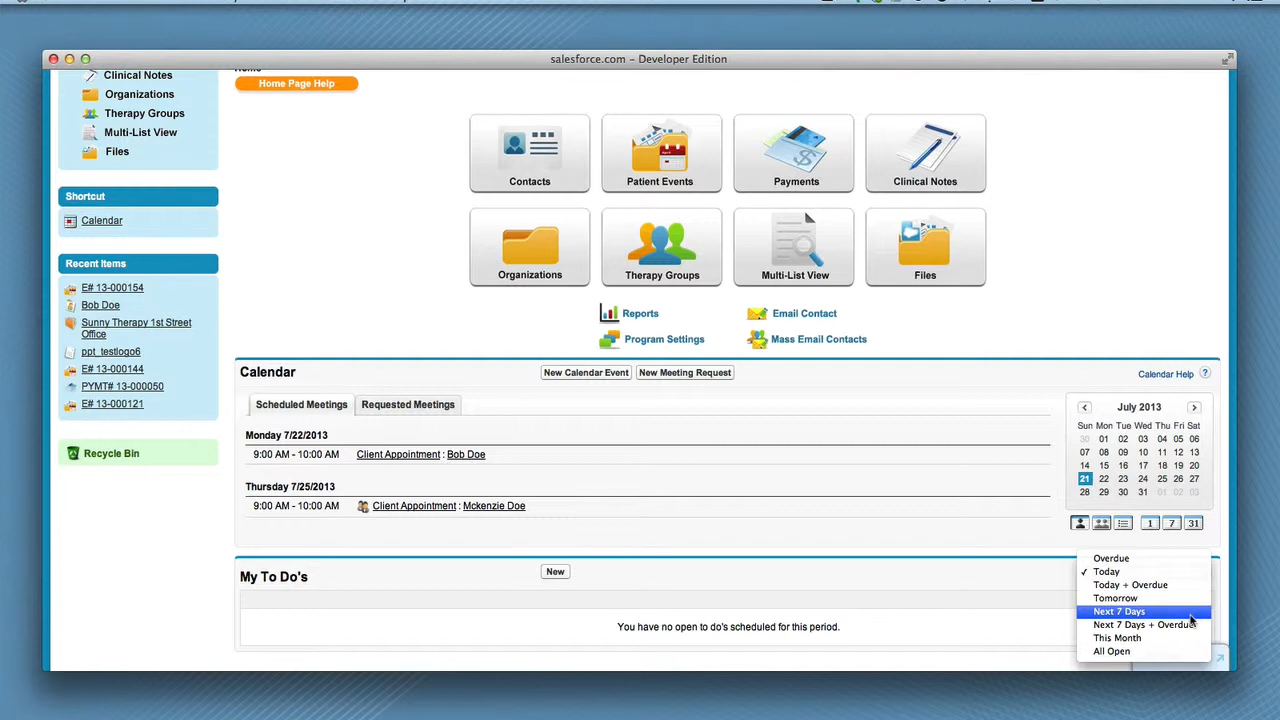 salesforce.com – Developer Edition
Clinical Notes
Organizations
Therapy Groups
Multi-List View
Files
Shortcut
Calendar
Recent Items
E# 13-000154
Bob Doe
Sunny Therapy 1st Street
Office
ppt_testlogo6
E# 13-000144
PYMT# 13-000050
E# 13-000121
Recycle Bin
Home Page Help
Contacts
Patient Events
Payments
Clinical Notes
Organizations
Therapy Groups
Multi-List View
Files
Reports
Email Contact
Program Settings
Mass Email Contacts
Calendar
New Calendar Event
New Meeting Request
Calendar Help ?
Scheduled Meetings
Requested Meetings
Monday 7/22/2013
9:00 AM - 10:00 AM Client Appointment : Bob Doe
Thursday 7/25/2013
9:00 AM - 10:00 AM Client Appointment : Mckenzie Doe
July 2013
Sun Mon Tue Wed Thu Fri Sat
30 01 02 03 04 05 06
07 08 09 10 11 12 13
14 15 16 17 18 19 20
21 22 23 24 25 26 27
28 29 30 31 01 02 03
1 7 31
My To Do's
New
You have no open to do's scheduled for this period.
Overdue
✓ Today
Today + Overdue
Tomorrow
Next 7 Days
Next 7 Days + Overdue
This Month
All Open